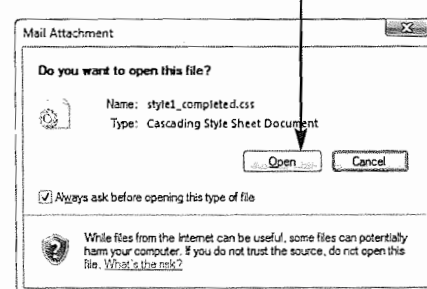 Mail Attachment
Do you want to open this file?
Name: style1_completed.css
Type: Cascading Style Sheet Document
Open
Cancel
Always ask before opening this type of file
While files from the Internet can be useful, some files can potentially
harm your computer. If you do not trust the source, do not open this
file. What's the risk?